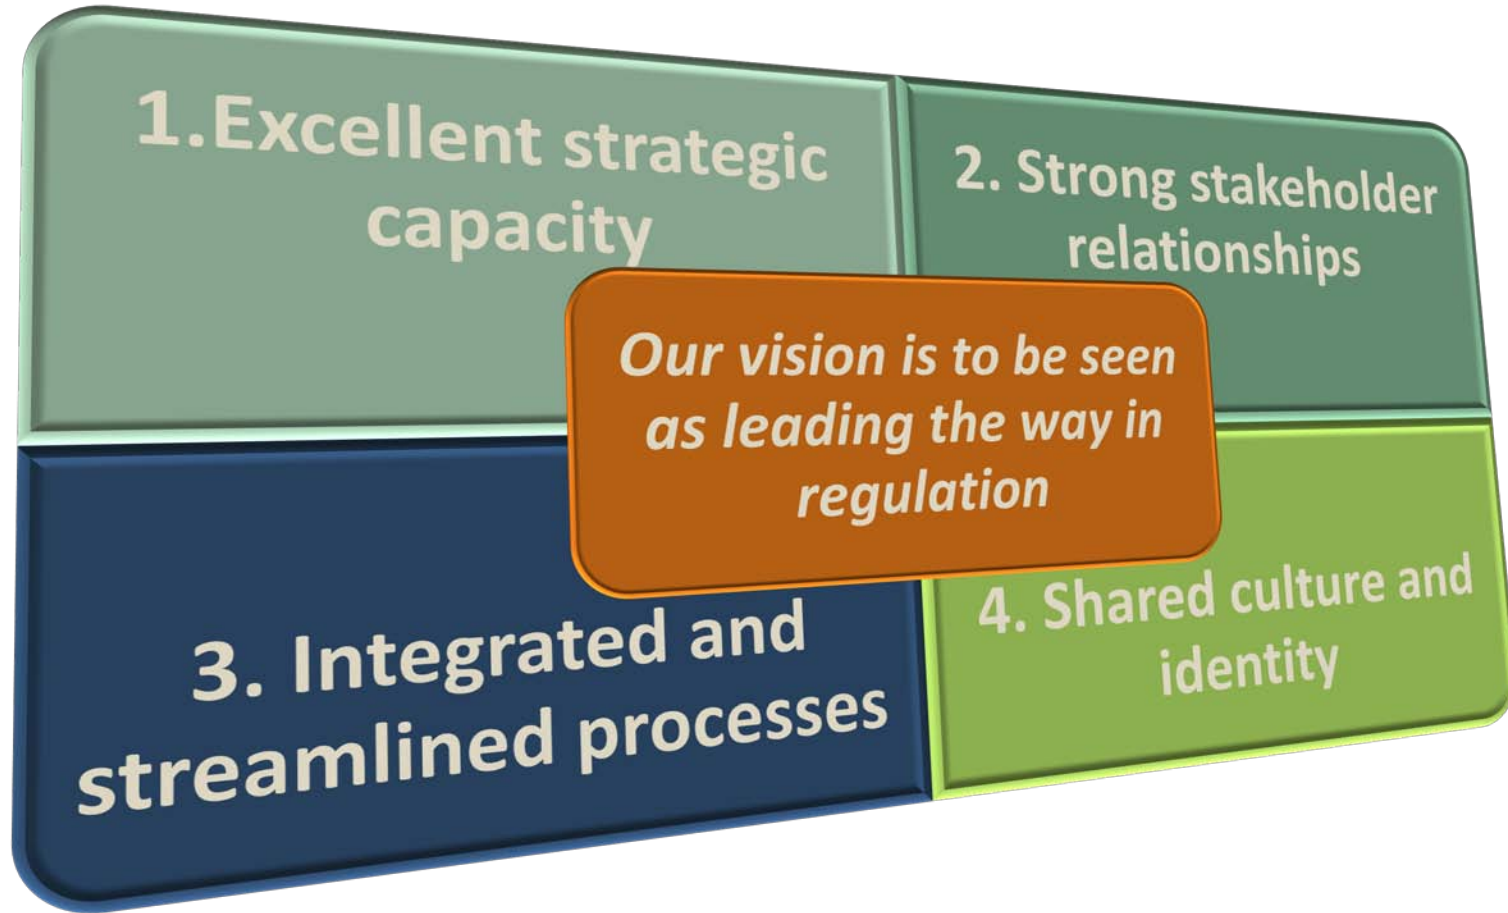 1.Excellent strategic
capacity
2. Strong stakeholder
relationships
Our vision is to be seen
as leading the way in
regulation
3. Integrated and
streamlined processes
4. Shared culture and
identity